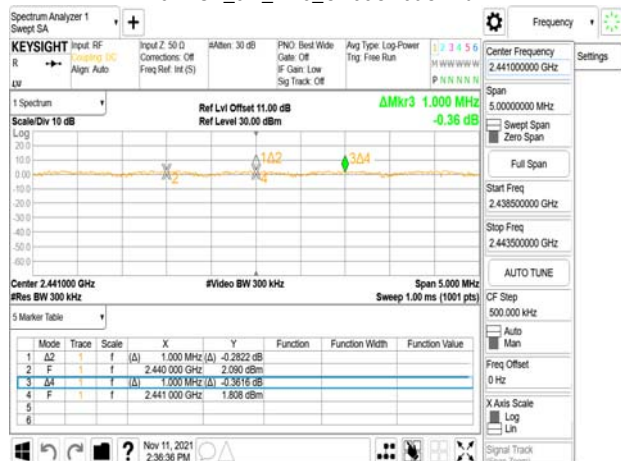 Spectrum Analyzer 1
Swept SA
Frequency
Settings
KEYSIGHT
R
Input: RF
Coupling: DC
Align: Auto
Input Z: 50 Ω
Corrections: Off
Freq Ref: Int (S)
#Atten: 30 dB
PNO: Best Wide
Gate: Off
IF Gain: Low
Sig Track: Off
Avg Type: Log-Power
Trig: Free Run
1 2 3 4 5 6
M W W W W W
P N N N N N
Center Frequency
2.441000000 GHz
Span
5.00000000 MHz
Swept Span
Zero Span
Full Span
Start Freq
2.438500000 GHz
Stop Freq
2.443500000 GHz
AUTO TUNE
CF Step
500.000 kHz
Auto
Man
Freq Offset
0 Hz
X Axis Scale
Log
Lin
Signal Track
1 Spectrum
Scale/Div 10 dB
Ref Lvl Offset 11.00 dB
Ref Level 30.00 dBm
ΔMkr3 1.000 MHz
-0.36 dB
Log
20.0
10.0
0.00
-10.0
-20.0
-30.0
-40.0
-50.0
-60.0
2
1Δ2
4
3Δ4
Center 2.441000 GHz
#Res BW 300 kHz
#Video BW 300 kHz
Span 5.000 MHz
Sweep 1.00 ms (1001 pts)
5 Marker Table
Mode Trace Scale X Y Function Function Width Function Value
1 Δ2 1 f (Δ) 1.000 MHz (Δ) -0.2822 dB
2 F 1 f 2.440 000 GHz 2.090 dBm
3 Δ4 1 f (Δ) 1.000 MHz (Δ) -0.3616 dB
4 F 1 f 2.441 000 GHz 1.808 dBm
5
6
?
Nov 11, 2021
2:36:36 PM